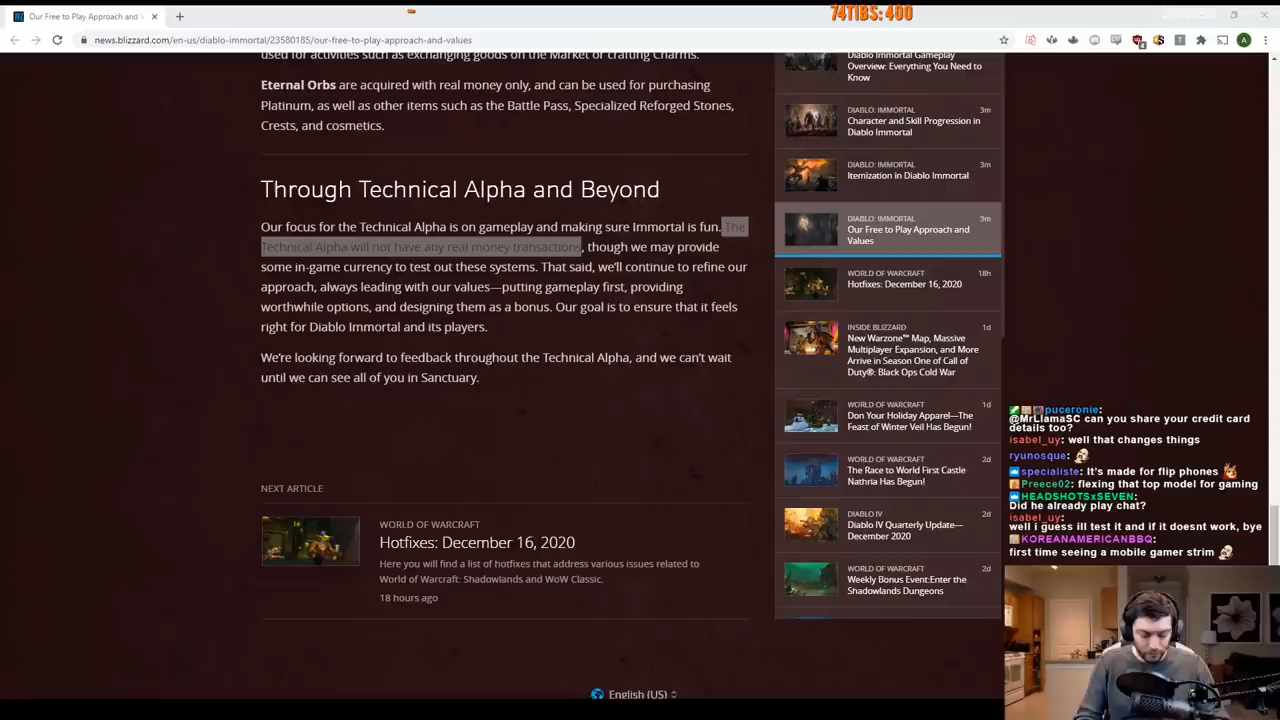 Our Free to Play Approach and V
74TIBS: 400
news.blizzard.com/en-us/diablo-immortal/23580185/our-free-to-play-approach-and-values
used for activities such as exchanging goods on the Market or crafting Charms.
Eternal Orbs are acquired with real money only, and can be used for purchasing
Platinum, as well as other items such as the Battle Pass, Specialized Reforged Stones,
Crests, and cosmetics.
Through Technical Alpha and Beyond
Our focus for the Technical Alpha is on gameplay and making sure Immortal is fun. The
Technical Alpha will not have any real money transactions, though we may provide
some in-game currency to test out these systems. That said, we'll continue to refine our
approach, always leading with our values—putting gameplay first, providing
worthwhile options, and designing them as a bonus. Our goal is to ensure that it feels
right for Diablo Immortal and its players.
We're looking forward to feedback throughout the Technical Alpha, and we can't wait
until we can see all of you in Sanctuary.
NEXT ARTICLE
WORLD OF WARCRAFT
Hotfixes: December 16, 2020
Here you will find a list of hotfixes that address various issues related to
World of Warcraft: Shadowlands and WoW Classic.
18 hours ago
English (US)
Diablo Immortal Gameplay
Overview: Everything You Need to
Know
DIABLO: IMMORTAL 3m
Character and Skill Progression in
Diablo Immortal
DIABLO: IMMORTAL 3m
Itemization in Diablo Immortal
DIABLO: IMMORTAL 3m
Our Free to Play Approach and
Values
WORLD OF WARCRAFT 18h
Hotfixes: December 16, 2020
INSIDE BLIZZARD 1d
New Warzone™ Map, Massive
Multiplayer Expansion, and More
Arrive in Season One of Call of
Duty®: Black Ops Cold War
WORLD OF WARCRAFT 1d
Don Your Holiday Apparel—The
Feast of Winter Veil Has Begun!
WORLD OF WARCRAFT 2d
The Race to World First Castle
Nathria Has Begun!
DIABLO IV 2d
Diablo IV Quarterly Update—
December 2020
WORLD OF WARCRAFT 2d
Weekly Bonus Event:Enter the
Shadowlands Dungeons
puceronie:
@MrLlamaSC can you share your credit card
details too?
isabel_uy: well that changes things
ryunosque:
specialiste: It's made for flip phones
Preece02: flexing that top model for gaming
HEADSHOTSxSEVEN:
Did he already play chat?
isabel_uy:
well i guess ill test it and if it doesnt work, bye
KOREANAMERICANBBQ:
first time seeing a mobile gamer strim